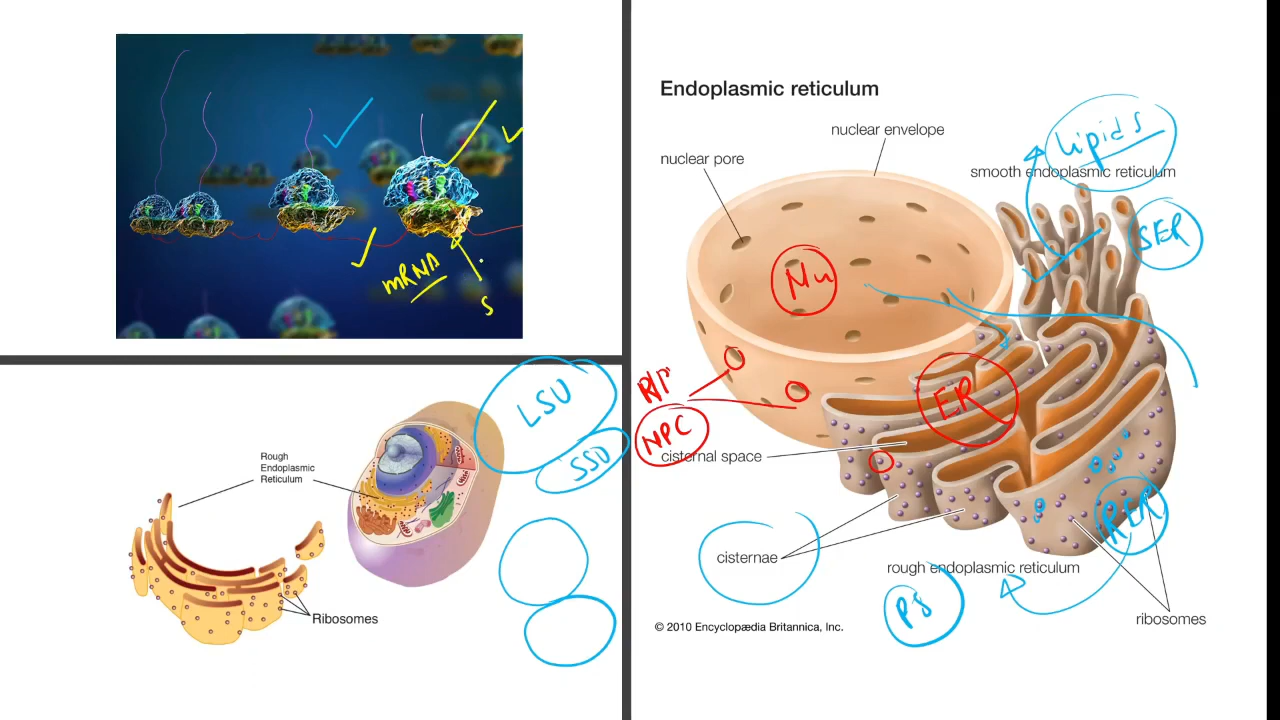 mRNA
S
LSU
SSU
Rough
Endoplasmic
Reticulum
Ribosomes
Endoplasmic reticulum
nuclear envelope
nuclear pore
Lipids
smooth endoplasmic reticulum
SER
Nu
ER
NPC
cisternal space
RER
cisternae
rough endoplasmic reticulum
PS
ribosomes
© 2010 Encyclopædia Britannica, Inc.